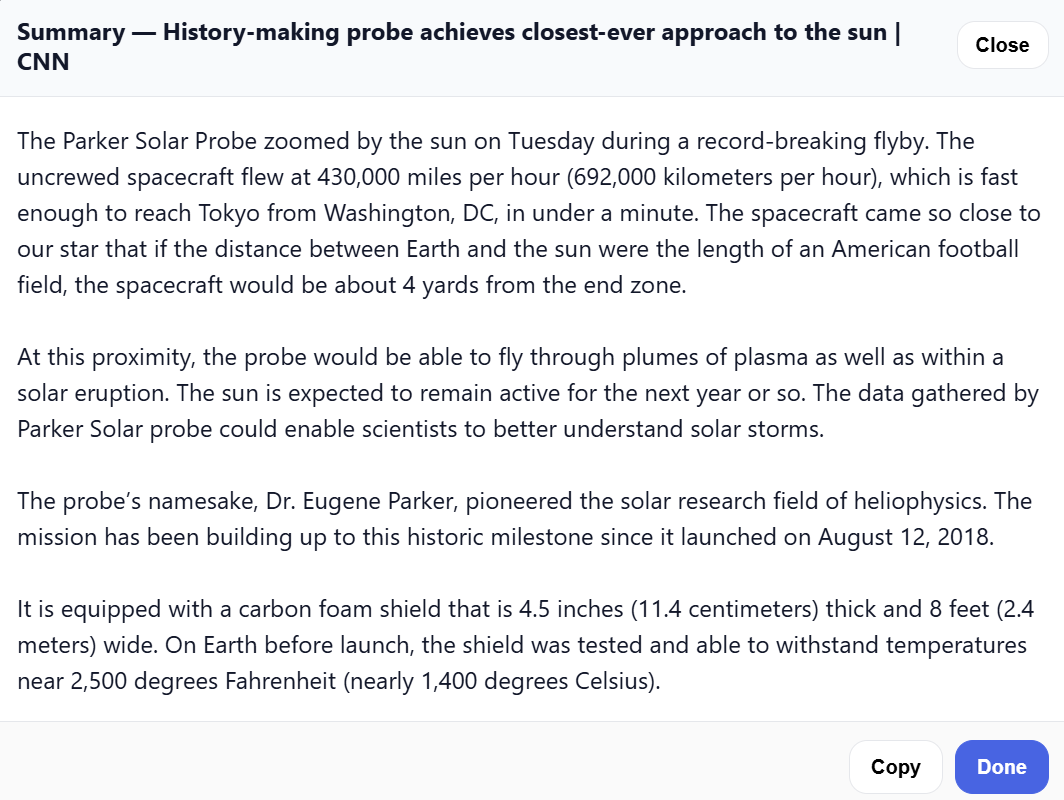 Summary — History-making probe achieves closest-ever approach to the sun |
CNN
Close
The Parker Solar Probe zoomed by the sun on Tuesday during a record-breaking flyby. The
uncrewed spacecraft flew at 430,000 miles per hour (692,000 kilometers per hour), which is fast
enough to reach Tokyo from Washington, DC, in under a minute. The spacecraft came so close to
our star that if the distance between Earth and the sun were the length of an American football
field, the spacecraft would be about 4 yards from the end zone.
At this proximity, the probe would be able to fly through plumes of plasma as well as within a
solar eruption. The sun is expected to remain active for the next year or so. The data gathered by
Parker Solar probe could enable scientists to better understand solar storms.
The probe’s namesake, Dr. Eugene Parker, pioneered the solar research field of heliophysics. The
mission has been building up to this historic milestone since it launched on August 12, 2018.
It is equipped with a carbon foam shield that is 4.5 inches (11.4 centimeters) thick and 8 feet (2.4
meters) wide. On Earth before launch, the shield was tested and able to withstand temperatures
near 2,500 degrees Fahrenheit (nearly 1,400 degrees Celsius).
Copy
Done